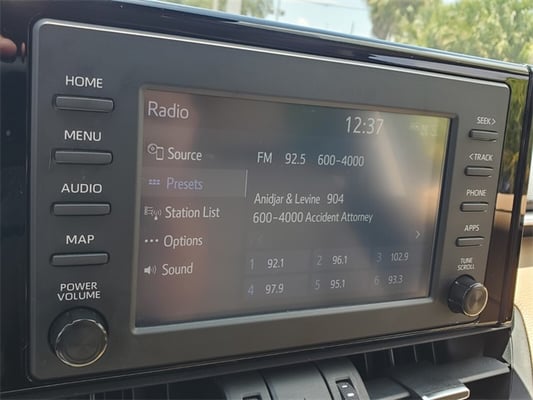 HOME
MENU
AUDIO
MAP
POWER
VOLUME
Radio
12:37
Source
Presets
Station List
Options
Sound
FM 92.5 600-4000
Anidjar & Levine 904
600-4000 Accident Attorney
1 92.1 2 96.1 3 102.9
4 97.9 5 95.1 6 93.3
SEEK >
< TRACK
PHONE
APPS
TUNE
SCROLL